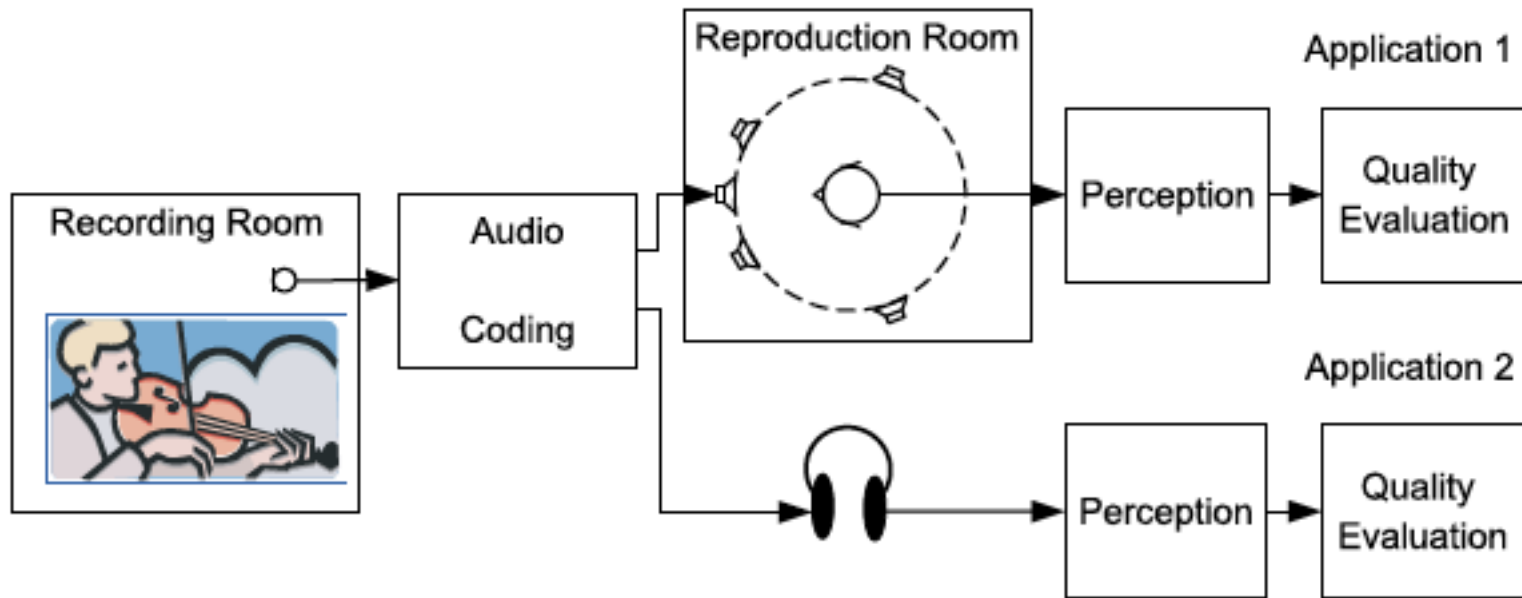 Reproduction Room
Application 1
Recording Room
Audio
Coding
Perception
Quality
Evaluation
Application 2
Perception
Quality
Evaluation